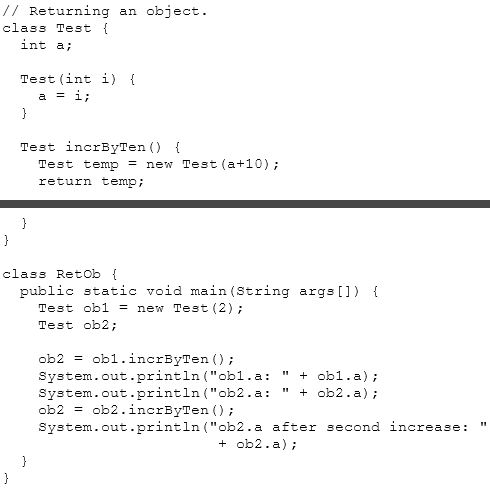 // Returning an object.
class Test {
  int a;

  Test(int i) {
    a = i;
  }

  Test incrByTen() {
    Test temp = new Test(a+10);
    return temp;
  }
}

class RetOb {
  public static void main(String args[]) {
    Test ob1 = new Test(2);
    Test ob2;

    ob2 = ob1.incrByTen();
    System.out.println("ob1.a: " + ob1.a);
    System.out.println("ob2.a: " + ob2.a);
    ob2 = ob2.incrByTen();
    System.out.println("ob2.a after second increase: "
                        + ob2.a);
  }
}